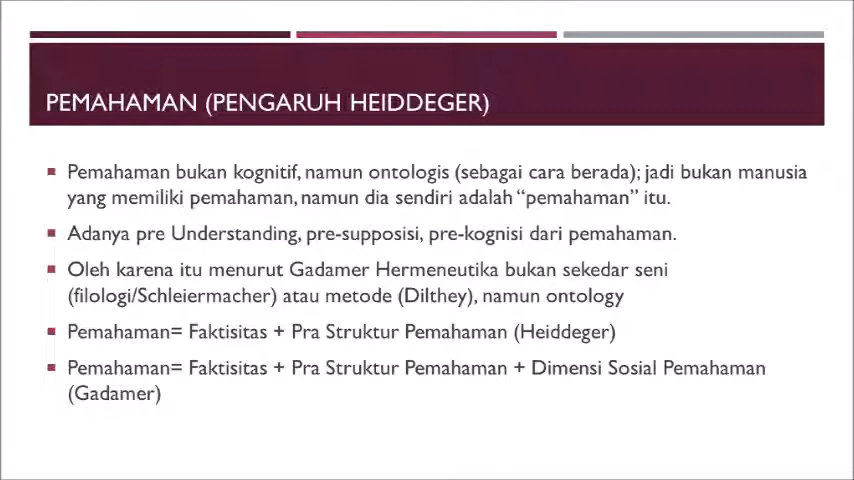 PEMAHAMAN (PENGARUH HEIDDEGER)
Pemahaman bukan kognitif, namun ontologis (sebagai cara berada); jadi bukan manusia
yang memiliki pemahaman, namun dia sendiri adalah “pemahaman” itu.
Adanya pre Understanding, pre-supposisi, pre-kognisi dari pemahaman.
Oleh karena itu menurut Gadamer Hermeneutika bukan sekedar seni
(filologi/Schleiermacher) atau metode (Dilthey), namun ontology
Pemahaman= Faktisitas + Pra Struktur Pemahaman (Heiddeger)
Pemahaman= Faktisitas + Pra Struktur Pemahaman + Dimensi Sosial Pemahaman
(Gadamer)